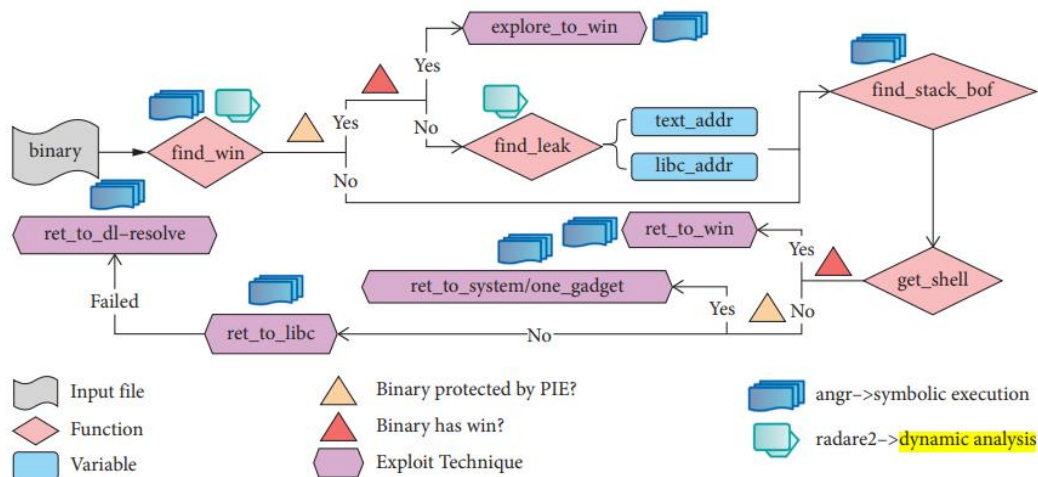 explore_to_win
Yes
find_stack_bof
binary
find_win
Yes
No
find_leak
text_addr
libc_addr
No
ret_to_dl–resolve
ret_to_win
Yes
get_shell
ret_to_system/one_gadget
Yes
No
Failed
ret_to_libc
No
Input file
Binary protected by PIE?
angr–>symbolic execution
Function
Binary has win?
radare2–>dynamic analysis
Variable
Exploit Technique